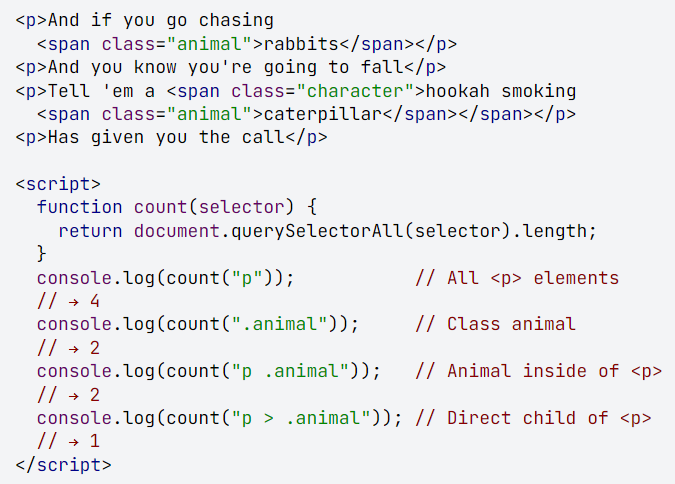 <p>And if you go chasing
  <span class="animal">rabbits</span></p>
<p>And you know you're going to fall</p>
<p>Tell 'em a <span class="character">hookah smoking
  <span class="animal">caterpillar</span></span></p>
<p>Has given you the call</p>

<script>
  function count(selector) {
    return document.querySelectorAll(selector).length;
  }
  console.log(count("p"));           // All <p> elements
  // → 4
  console.log(count(".animal"));     // Class animal
  // → 2
  console.log(count("p .animal"));   // Animal inside of <p>
  // → 2
  console.log(count("p > .animal")); // Direct child of <p>
  // → 1
</script>